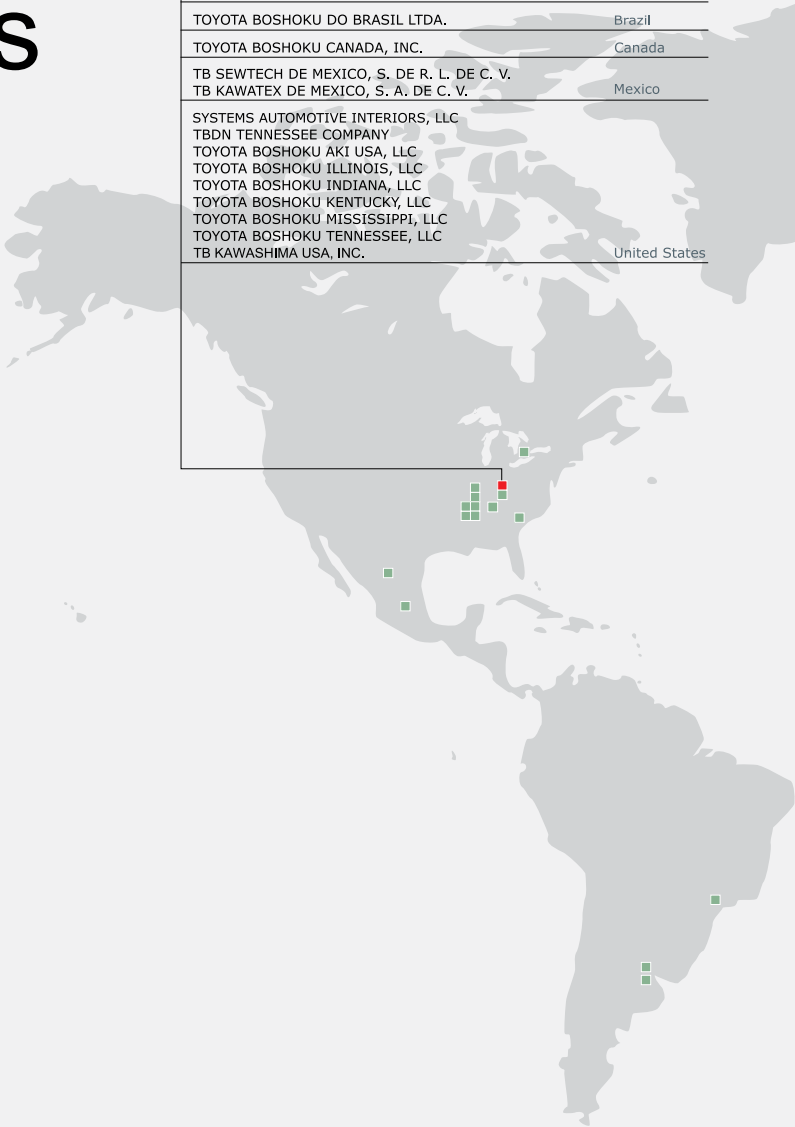 S
TOYOTA BOSHOKU DO BRASIL LTDA. Brazil
TOYOTA BOSHOKU CANADA, INC. Canada
TB SEWTECH DE MEXICO, S. DE R. L. DE C. V.
TB KAWATEX DE MEXICO, S. A. DE C. V. Mexico
SYSTEMS AUTOMOTIVE INTERIORS, LLC
TBDN TENNESSEE COMPANY
TOYOTA BOSHOKU AKI USA, LLC
TOYOTA BOSHOKU ILLINOIS, LLC
TOYOTA BOSHOKU INDIANA, LLC
TOYOTA BOSHOKU KENTUCKY, LLC
TOYOTA BOSHOKU MISSISSIPPI, LLC
TOYOTA BOSHOKU TENNESSEE, LLC
TB KAWASHIMA USA, INC. United States